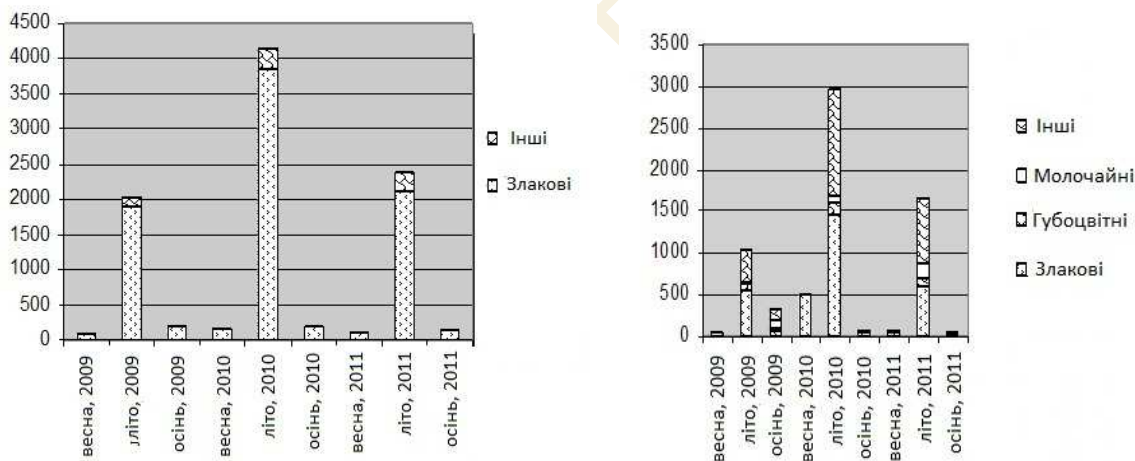 4500
4000
3500
3000
2500
2000
1500
1000
500
0
весна, 2009
,літо, 2009
осінь, 2009
весна, 2010
літо, 2010
осінь, 2010
весна, 2011
літо, 2011
осінь, 2011
Інші
Злакові
3500
3000
2500
2000
1500
1000
500
0
весна, 2009
літо, 2009
осінь, 2009
весна, 2010
літо, 2010
осінь, 2010
весна, 2011
літо, 2011
осінь, 2011
Інші
Молочайні
Губоцвітні
Злакові